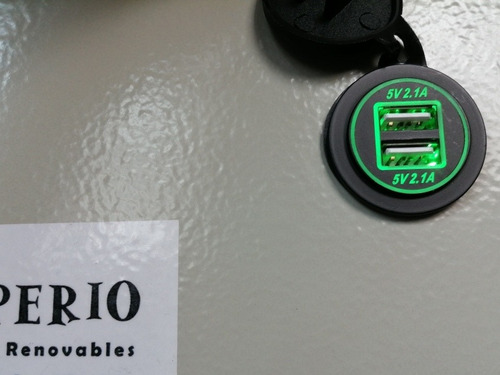 5V 2.1A
5V 2.1A
PERIO
Renovables